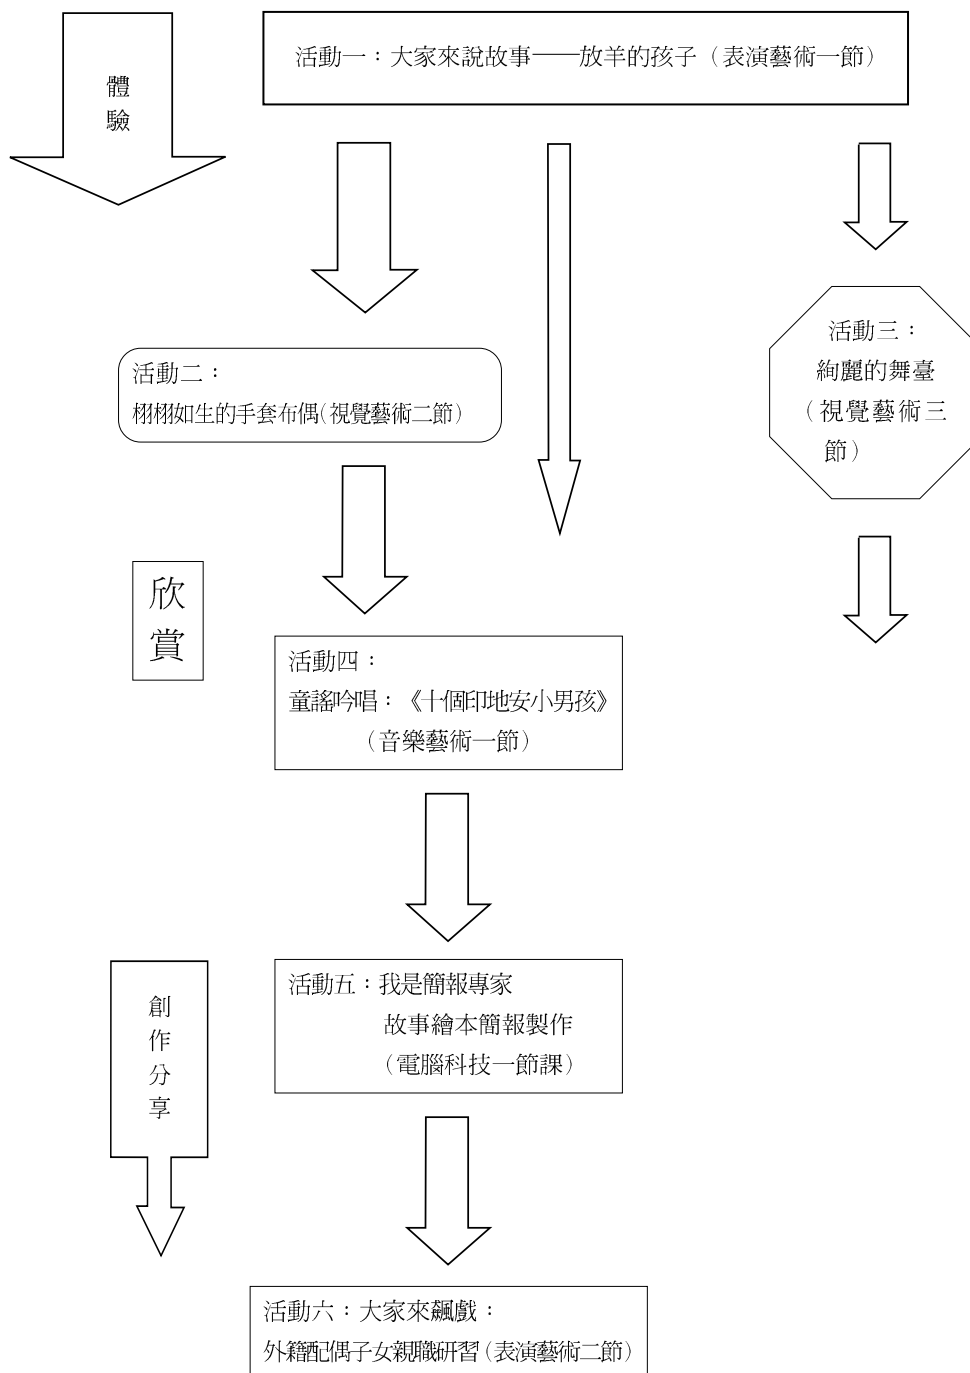 活動一：大家來說故事——放羊的孩子（表演藝術一節）
體
驗
活動三：
絢麗的舞臺
（視覺藝術三
節）
活動二：
栩栩如生的手套布偶(視覺藝術二節）
欣
賞
活動四：
童謠吟唱：《十個印地安小男孩》
（音樂藝術一節）
活動五：我是簡報專家
故事繪本簡報製作
（電腦科技一節課）
創
作
分
享
活動六：大家來飆戲：
外籍配偶子女親職研習（表演藝術二節）